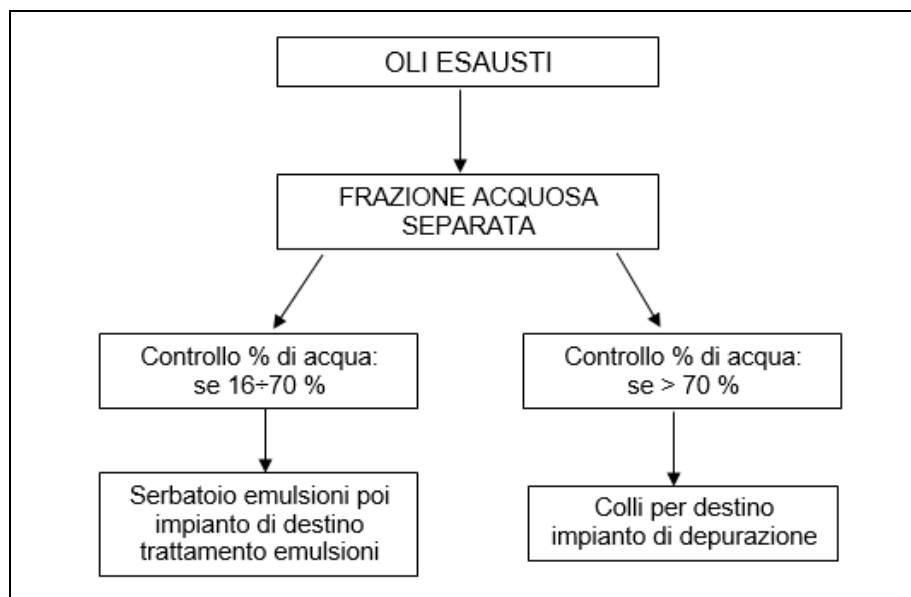 OLI ESAUSTI
FRAZIONE ACQUOSA
SEPARATA
Controllo % di acqua:
se 16÷70 %
Controllo % di acqua:
se > 70 %
Serbatoio emulsioni poi
impianto di destino
trattamento emulsioni
Colli per destino
impianto di depurazione